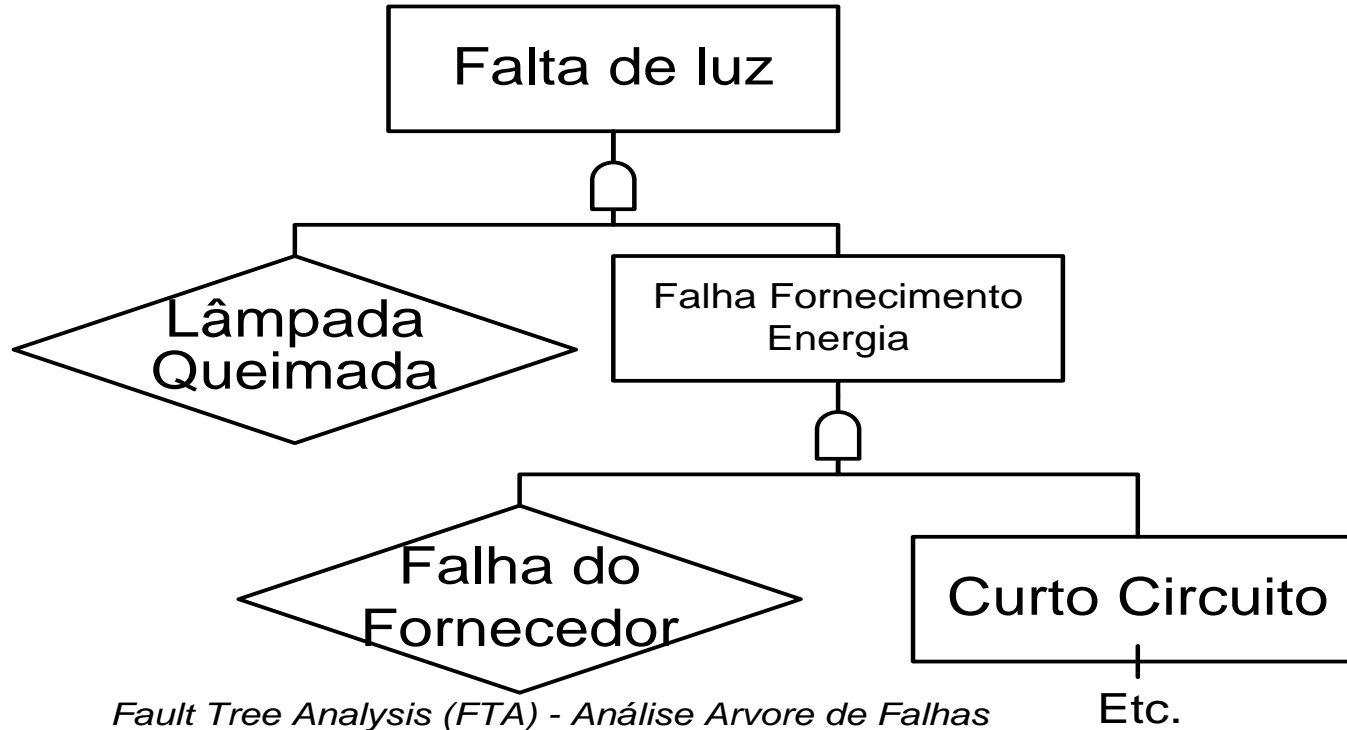 Falta de luz
Lâmpada
Queimada
Falha Fornecimento
Energia
Falha do
Fornecedor
Curto Circuito
Etc.
Fault Tree Analysis (FTA) - Análise Arvore de Falhas